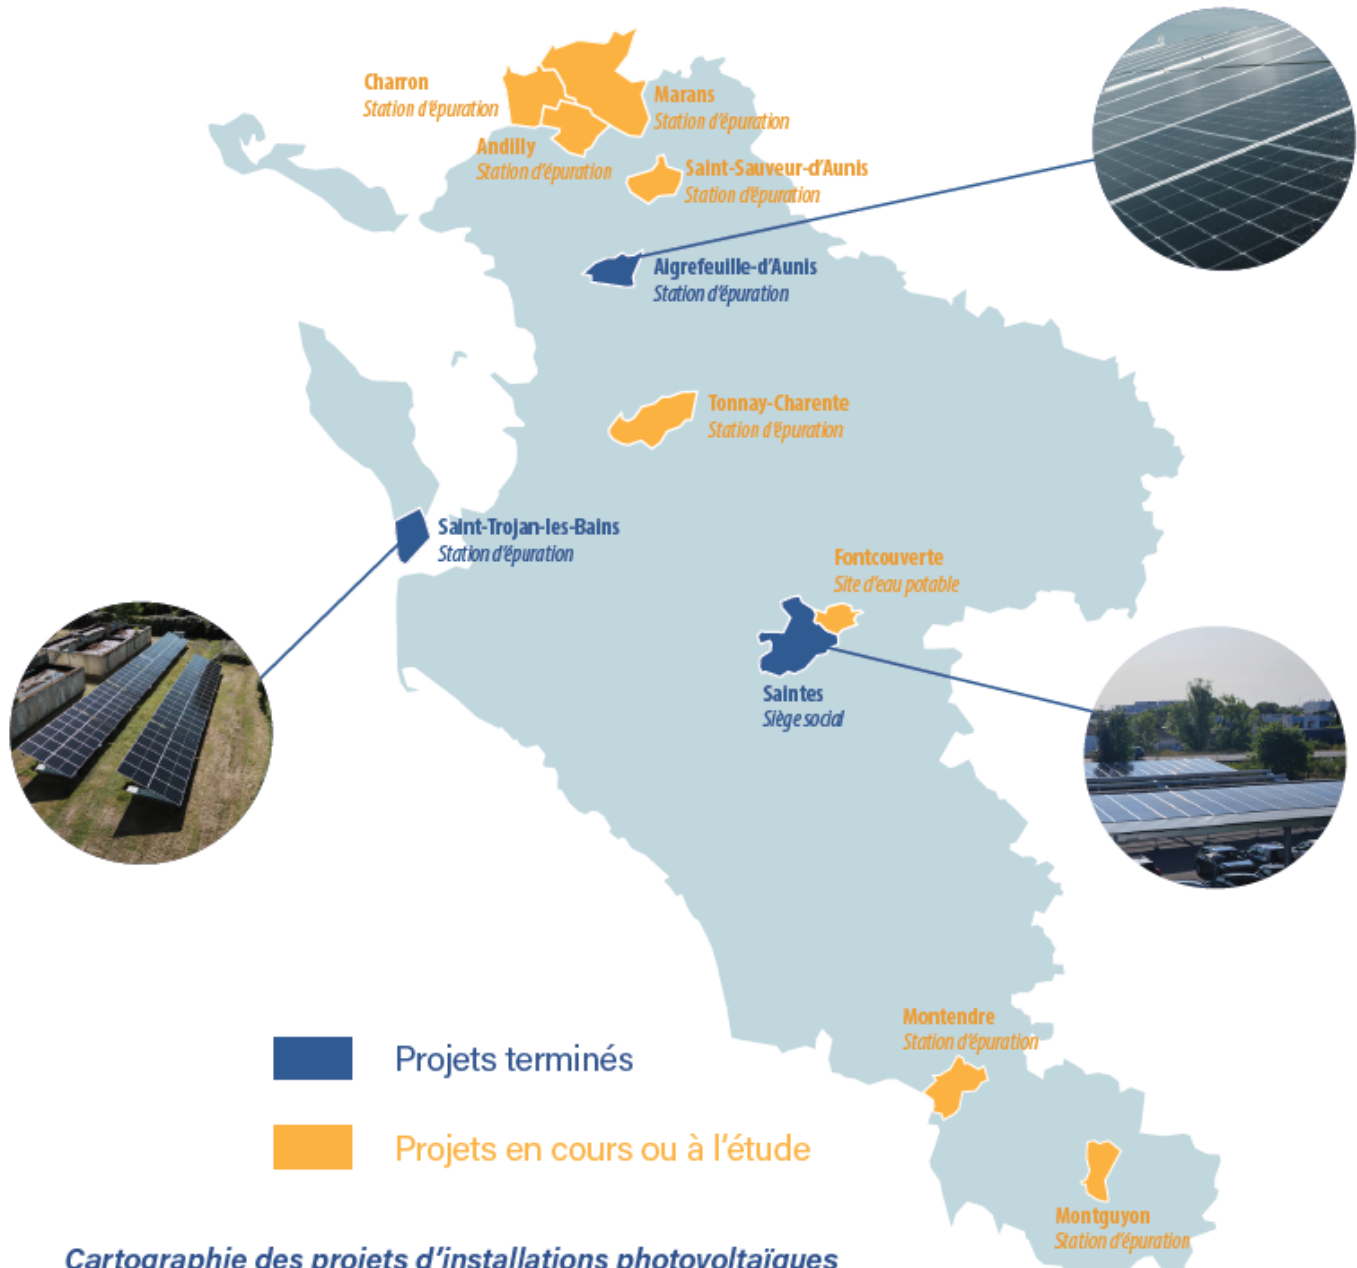 Charron
Station d'épuration
Marans
Station d'épuration
Andilly
Station d'épuration
Saint-Sauveur-d'Aunis
Station d'épuration
Aigrefeuille-d'Aunis
Station d'épuration
Tonnay-Charente
Station d'épuration
Saint-Trojan-les-Bains
Station d'épuration
Fontcouverte
Site d'eau potable
Saintes
Siège social
Montendre
Station d'épuration
Projets terminés
Projets en cours ou à l'étude
Montguyon
Station d'épuration
Cartographie des projets d'installations photovoltaïques